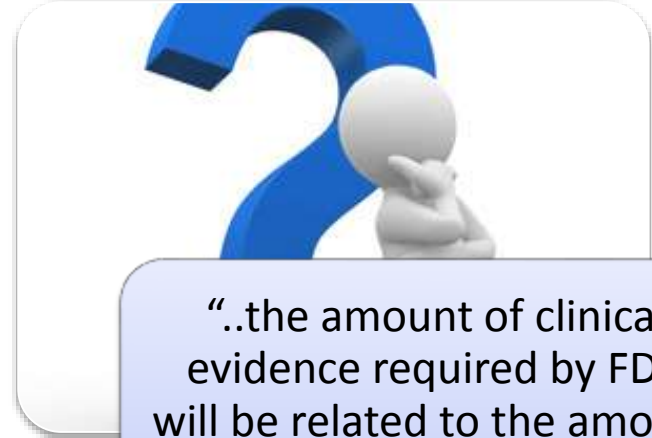 “..the amount of clinica
evidence required by FD
will be related to the amo